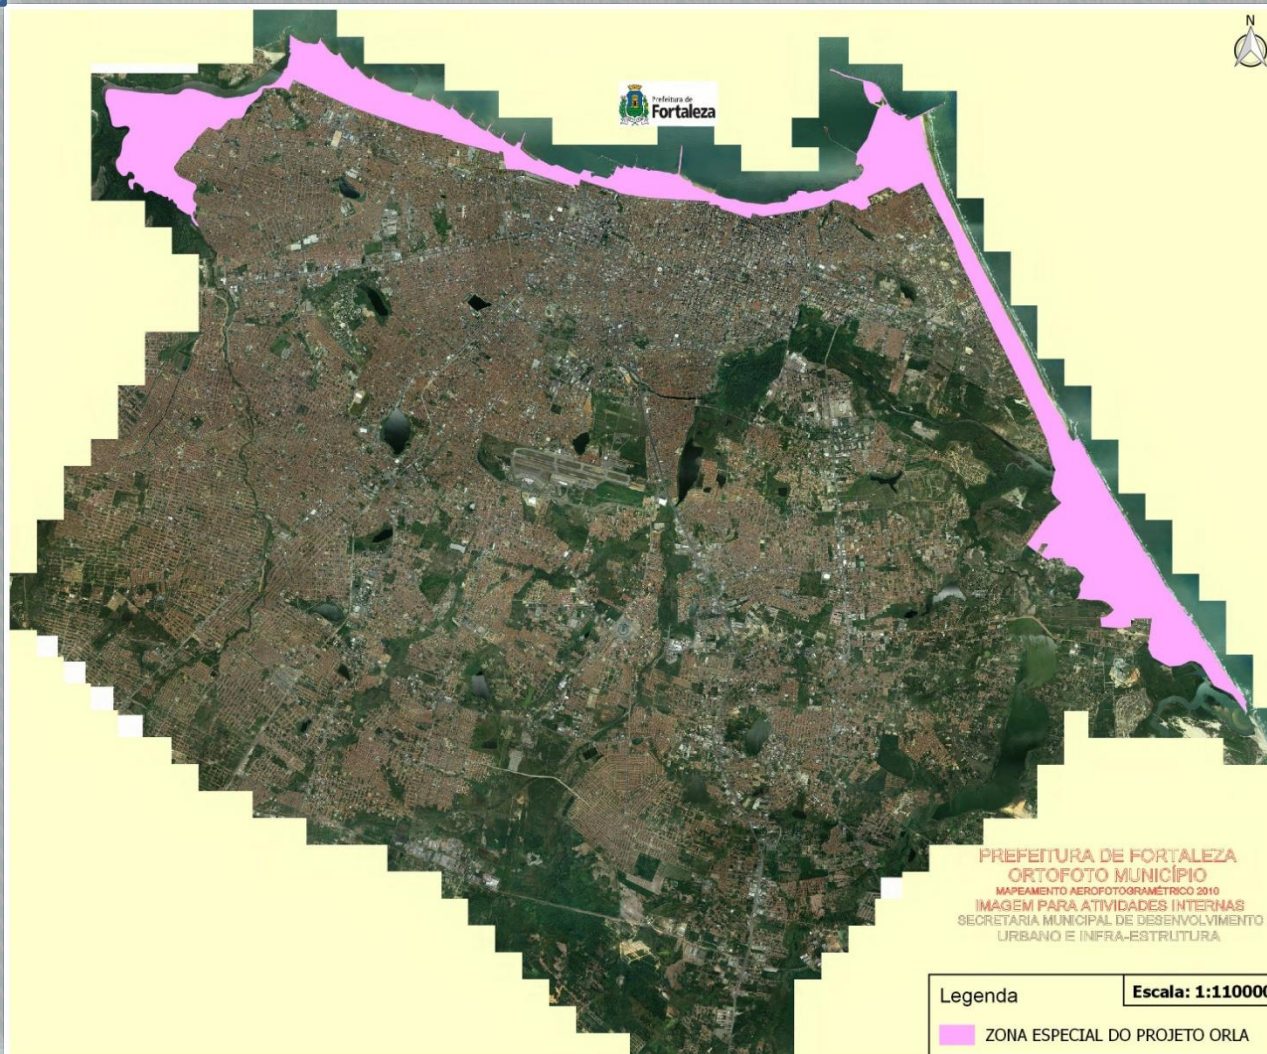 N
Prefeitura de
Fortaleza
PREFEITURA DE FORTALEZA
ORTOFOTO MUNICÍPIO
MAPEAMENTO AEROFOTOGRAMÉTRICO 2010
IMAGEM PARA ATIVIDADES INTERNAS
SECRETARIA MUNICIPAL DE DESENVOLVIMENTO
URBANO E INFRA-ESTRUTURA
Legenda
Escala: 1:110000
ZONA ESPECIAL DO PROJETO ORLA